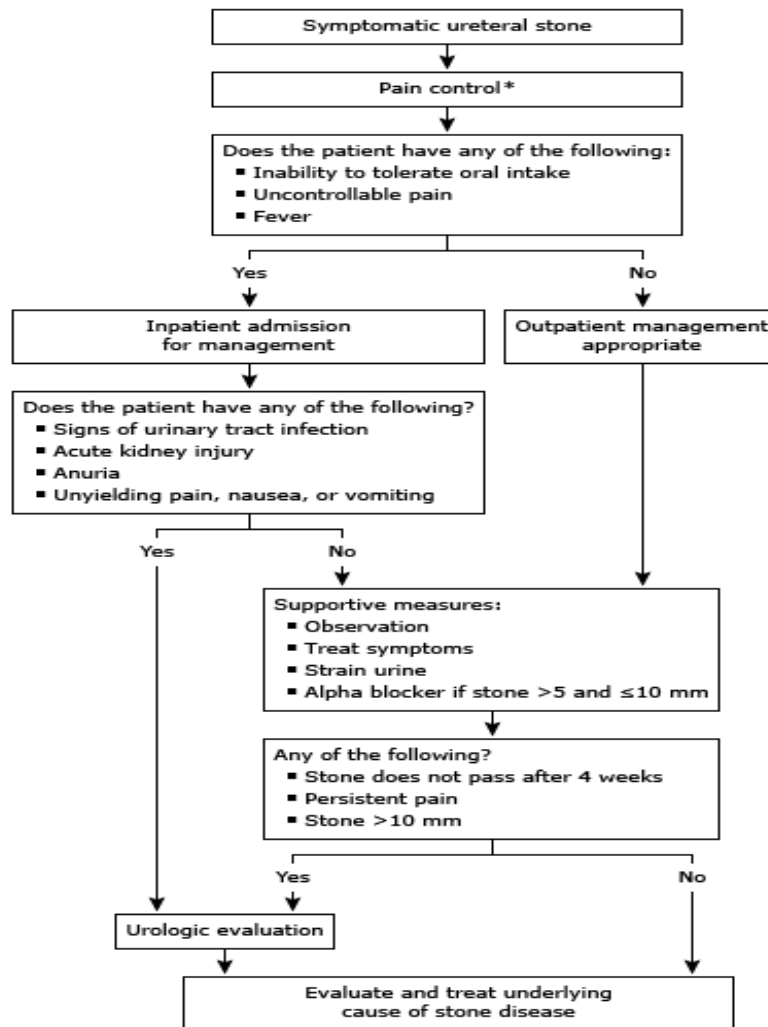 Symptomatic ureteral stone
Pain control*
Does the patient have any of the following:
▪ Inability to tolerate oral intake
▪ Uncontrollable pain
▪ Fever
Yes
No
Inpatient admission
for management
Outpatient management
appropriate
Does the patient have any of the following?
▪ Signs of urinary tract infection
▪ Acute kidney injury
▪ Anuria
▪ Unyielding pain, nausea, or vomiting
Yes
No
Supportive measures:
▪ Observation
▪ Treat symptoms
▪ Strain urine
▪ Alpha blocker if stone >5 and ≤10 mm
Any of the following?
▪ Stone does not pass after 4 weeks
▪ Persistent pain
▪ Stone >10 mm
Yes
No
Urologic evaluation
Evaluate and treat underlying
cause of stone disease